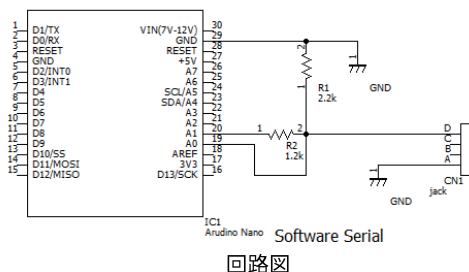 1 D1/TX VIN(7V-12V) 30
2 D0/RX GND 29
3 RESET RESET 28
4 GND +5V 27
5 D2/INT0 A7 26
6 D3/INT1 A6 25
7 D4 SCL/A5 24
8 D5 SDA/A4 23
9 D6 A3 22
10 D7 A2 21
11 D8 A1 20
12 D9 A0 19
13 D10/SS AREF 18
14 D11/MOSI 3V3 17
15 D12/MISO D13/SCK 16
IC1
Arudino Nano
2
1
R1
2.2k
GND
1 2
R2
1.2k
D
C
B
A
CN1
jack
GND
Software Serial
回路図